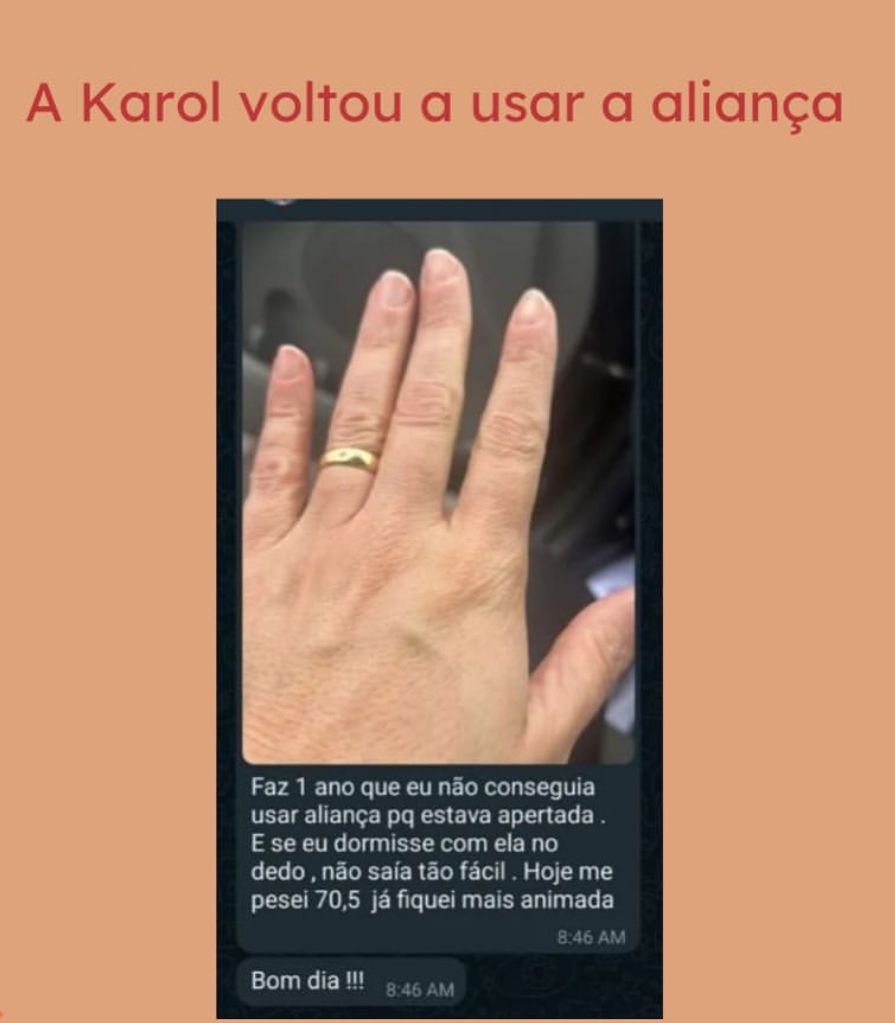 A Karol voltou a usar a aliança
Faz 1 ano que eu não conseguia
usar aliança pq estava apertada .
E se eu dormisse com ela no
dedo , não saía tão fácil . Hoje me
pesei 70,5 já fiquei mais animada
8:46 AM
Bom dia !!! 8:46 AM